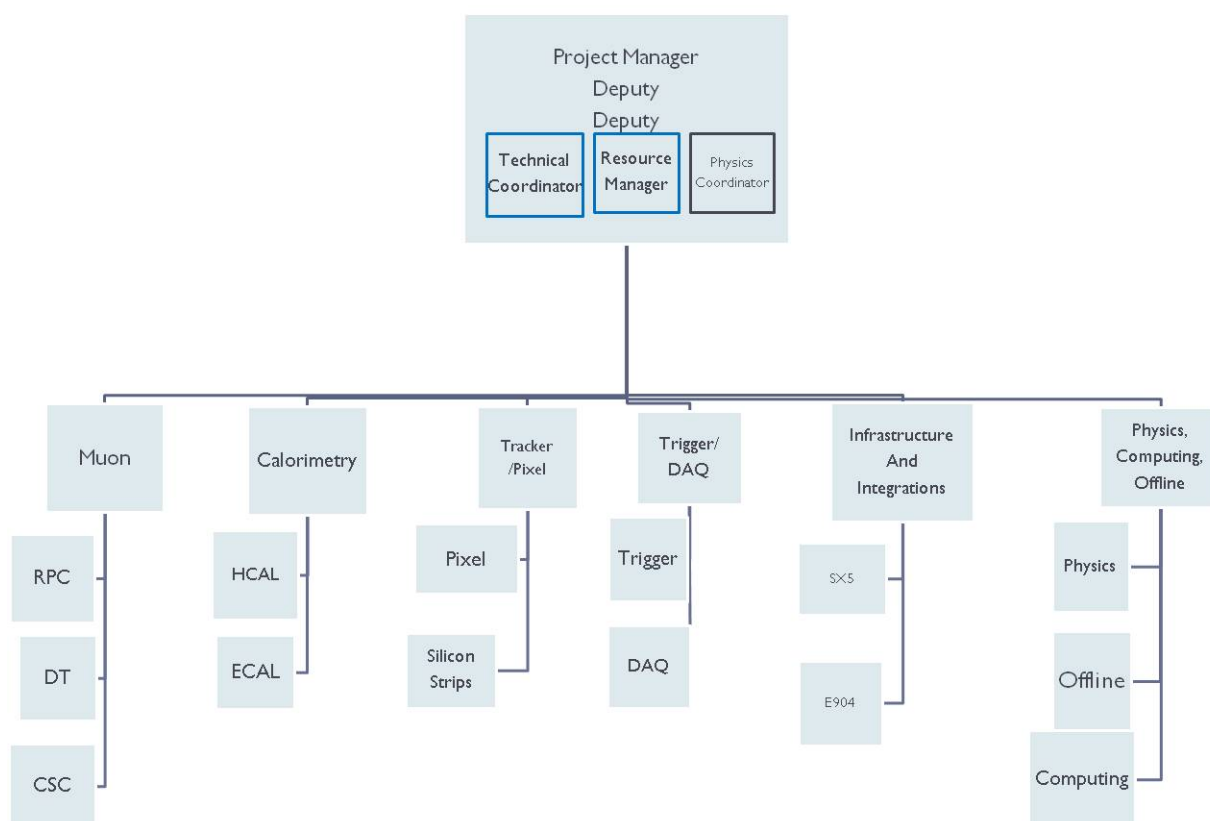 Project Manager
Deputy
Deputy
Technical
Coordinator
Resource
Manager
Physics
Coordinator
Muon
Calorimetry
Tracker
/Pixel
Trigger/
DAQ
Infrastructure
And
Integrations
Physics,
Computing,
Offline
RPC
DT
CSC
HCAL
ECAL
Pixel
Silicon
Strips
Trigger
DAQ
SX5
E904
Physics
Offline
Computing